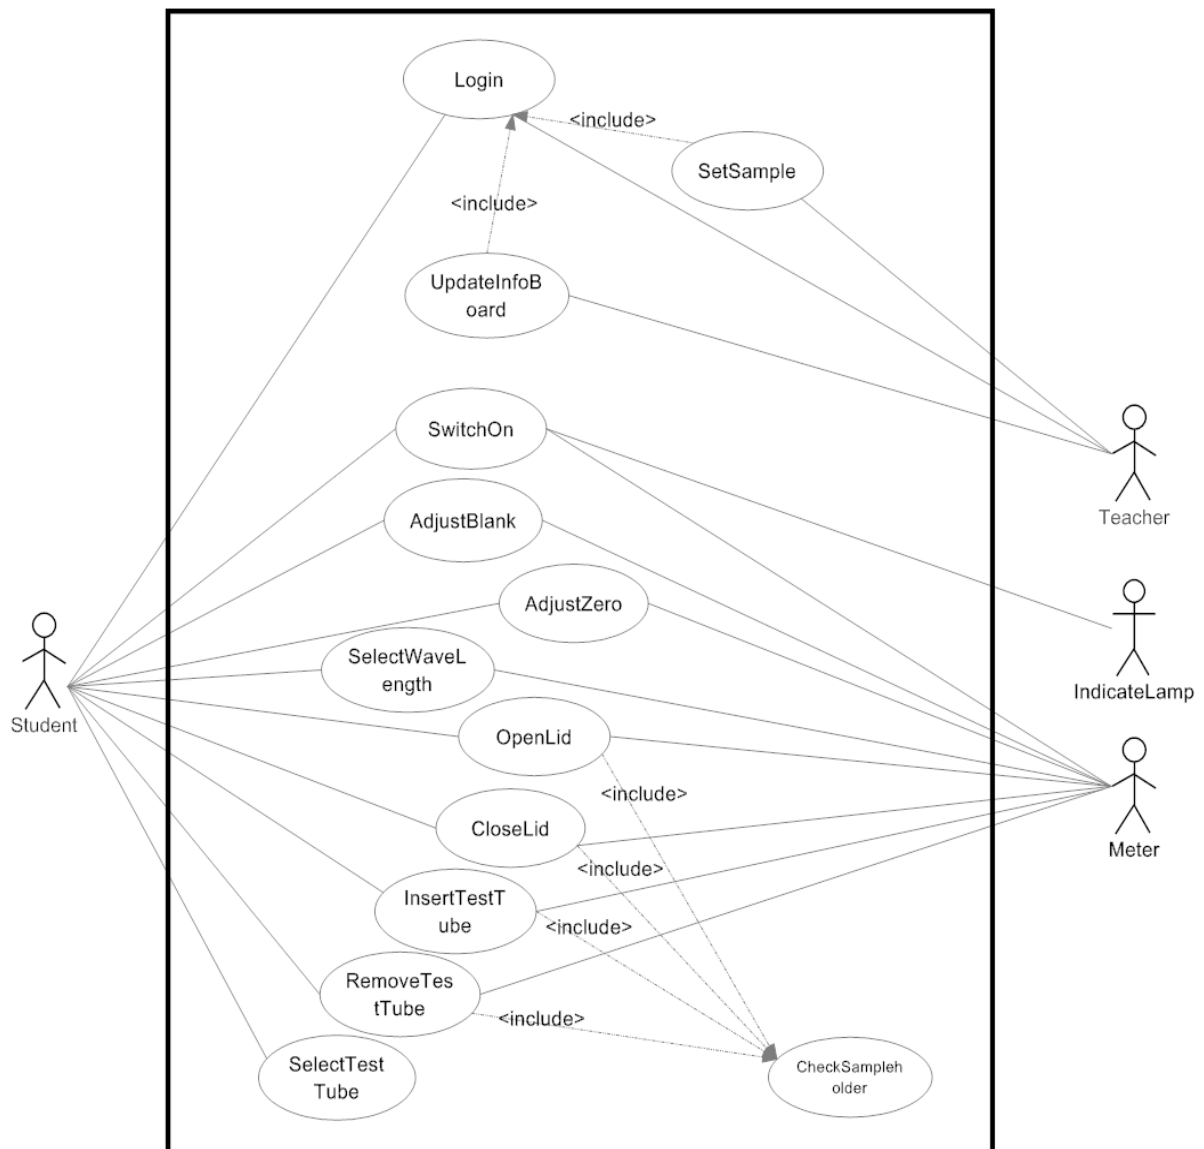 Login
<include>
SetSample
<include>
UpdateInfoB
oard
SwitchOn
Teacher
AdjustBlank
AdjustZero
SelectWaveL
ength
IndicateLamp
Student
OpenLid
<include>
CloseLid
Meter
<include>
InsertTestT
ube
<include>
RemoveTes
tTube
<include>
SelectTest
Tube
CheckSampleh
older